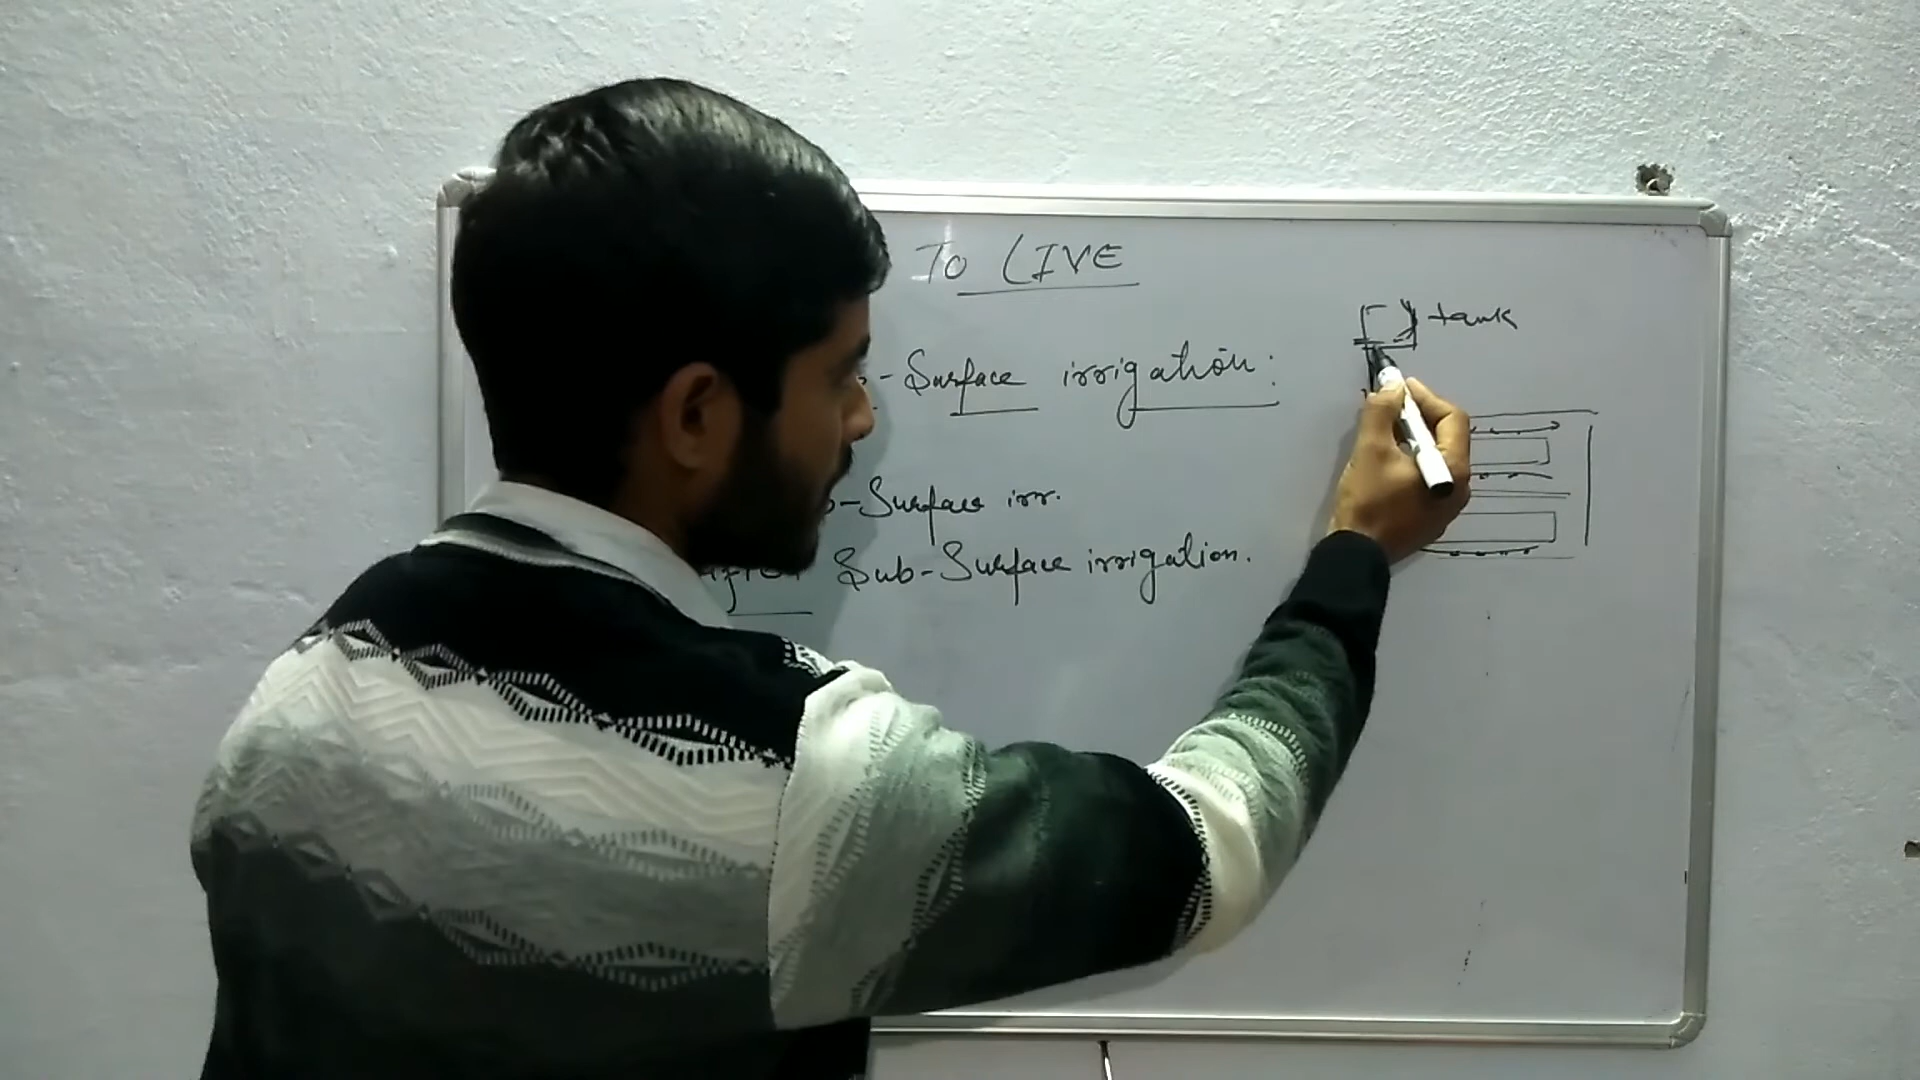 To LIVE
tank
-Surface irrigation:
-Surface irr.
Sub-Surface irrigation.